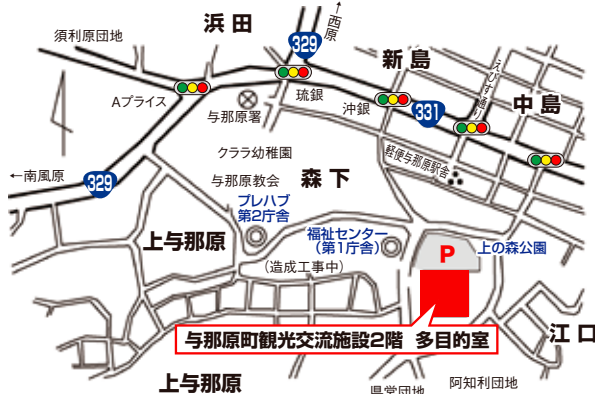 浜田
↑西原
須利原団地
329
新島
えびす通り
中島
Aプライス
琉銀
与那原署
沖銀
331
クララ幼稚園
軽便与那原駅舎
←南風原
329
与那原教会
森下
プレハブ
第2庁舎
上与那原
福祉センター
(第1庁舎)
P
上の森公園
(造成工事中)
与那原町観光交流施設2階 多目的室
江口
上与那原
県営団地
阿知利団地